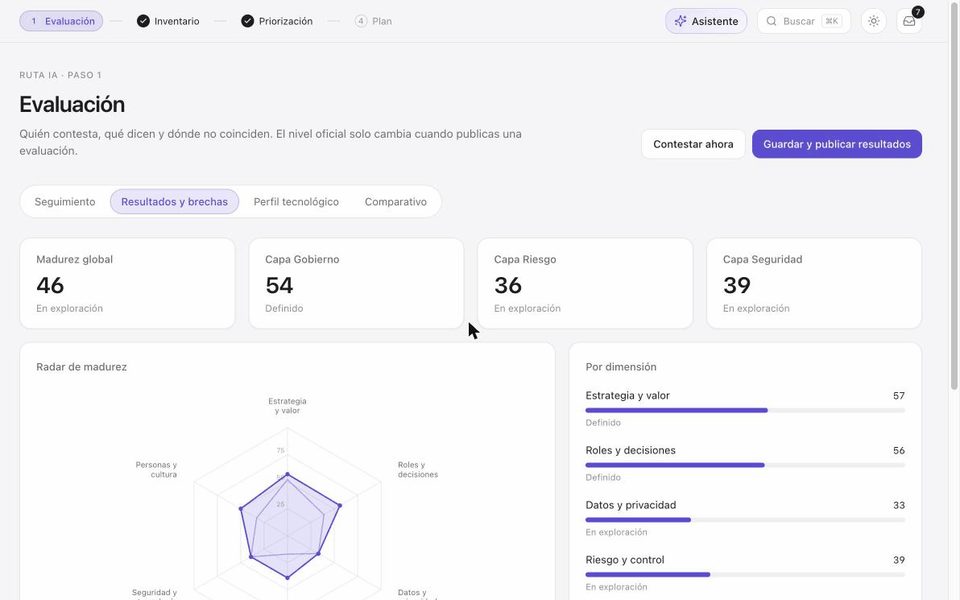 1 Evaluación
Inventario
Priorización
4 Plan
Asistente
Buscar ⌘K
7
RUTA IA · PASO 1
Evaluación
Quién contesta, qué dicen y dónde no coinciden. El nivel oficial solo cambia cuando publicas una
evaluación.
Contestar ahora
Guardar y publicar resultados
Seguimiento
Resultados y brechas
Perfil tecnológico
Comparativo
Madurez global
46
En exploración
Capa Gobierno
54
Definido
Capa Riesgo
36
En exploración
Capa Seguridad
39
En exploración
Radar de madurez
Estrategia
y valor
75
25
Personas y
cultura
Roles y
decisiones
Seguridad y
Datos y
Por dimensión
Estrategia y valor 57
Definido
Roles y decisiones 56
Definido
Datos y privacidad 33
En exploración
Riesgo y control 39
En exploración